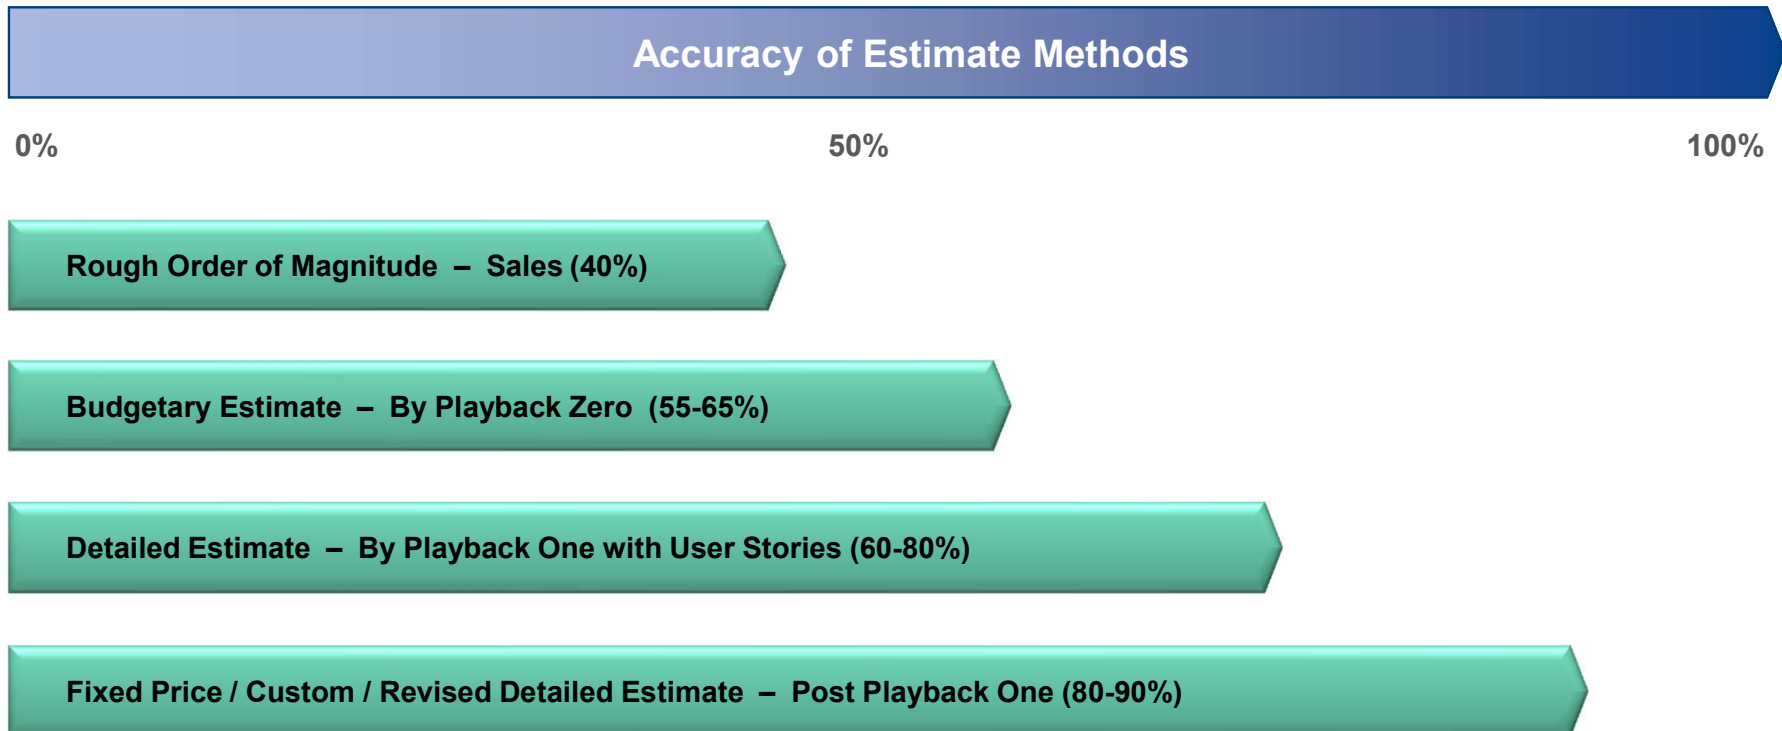 Accuracy of Estimate Methods
0% 50% 100%
Rough Order of Magnitude – Sales (40%)
Budgetary Estimate – By Playback Zero (55-65%)
Detailed Estimate – By Playback One with User Stories (60-80%)
Fixed Price / Custom / Revised Detailed Estimate – Post Playback One (80-90%)